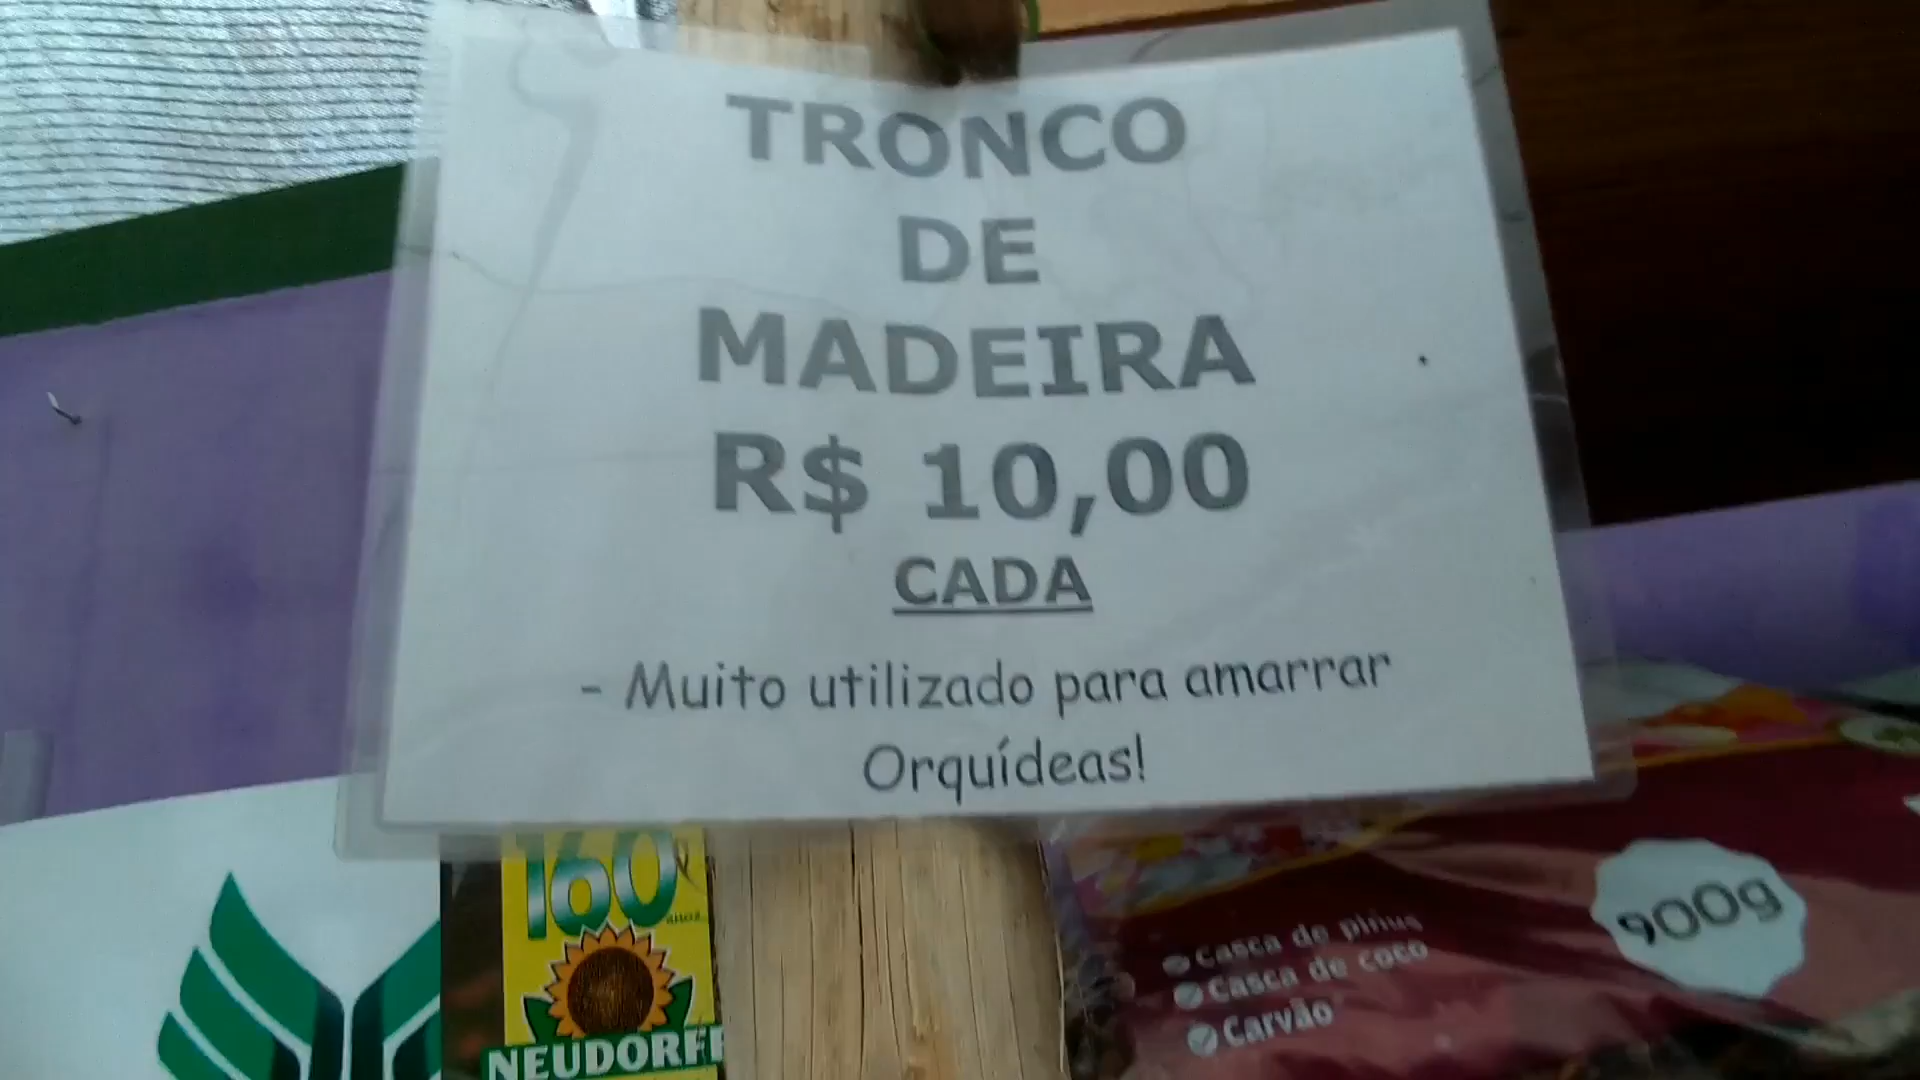 TRONCO
DE
MADEIRA
R$ 10,00
CADA
- Muito utilizado para amarrar
Orquídeas!
160
anos
NEUDORFF
900g
Casca de pinus
Casca de coco
Carvão